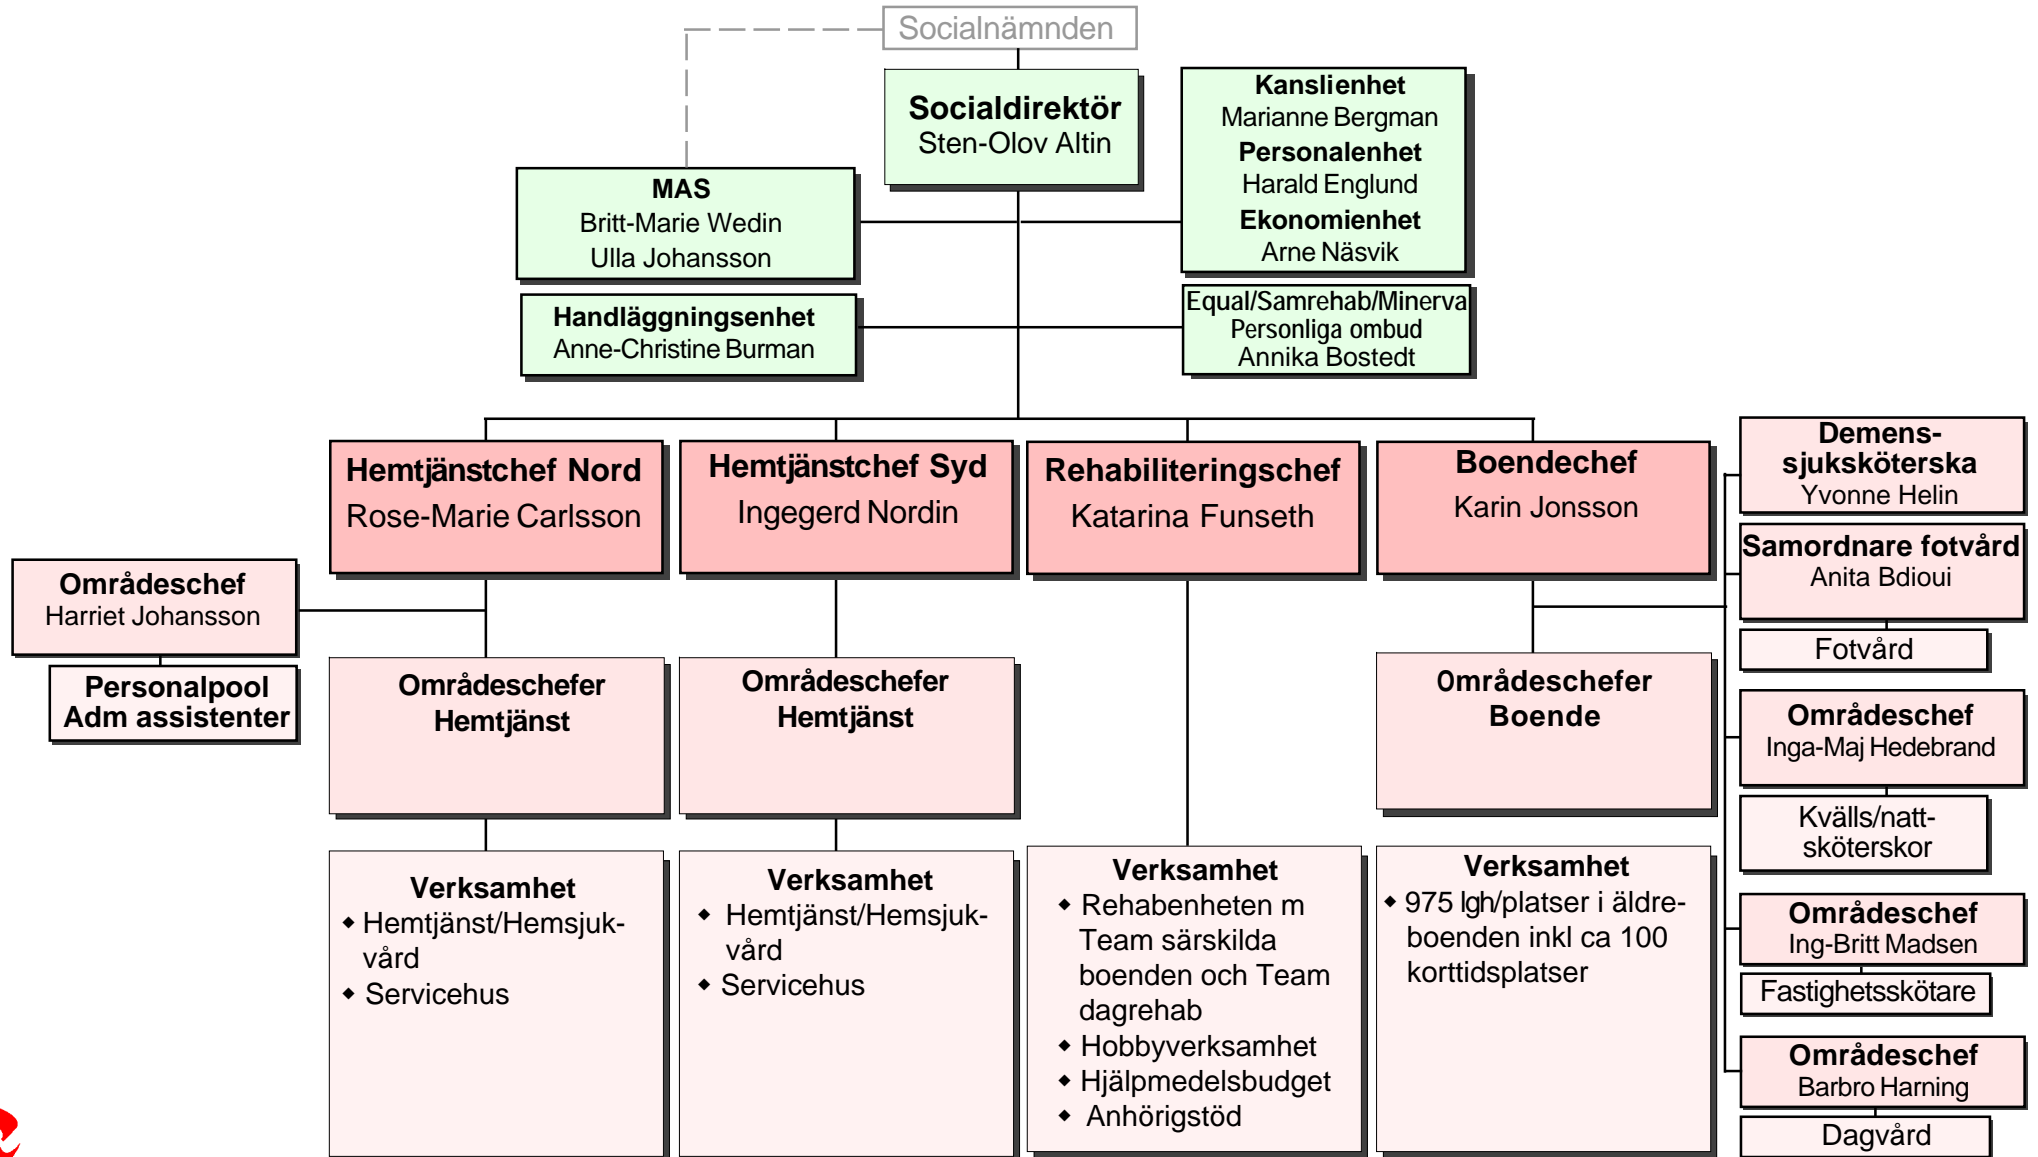 Socialnämnden
Socialdirektör
Sten-Olov Altin
Kanslienhet
Marianne Bergman
Personalenhet
Harald Englund
Ekonomienhet
Arne Näsvik
MAS
Britt-Marie Wedin
Ulla Johansson
Handläggningsenhet
Anne-Christine Burman
Equal/Samrehab/Minerva
Personliga ombud
Annika Bostedt
Hemtjänstchef Nord
Rose-Marie Carlsson
Hemtjänstchef Syd
Ingegerd Nordin
Rehabiliteringschef
Katarina Funseth
Boendechef
Karin Jonsson
Demens-
sjuksköterska
Yvonne Helin
Samordnare fotvård
Anita Bdioui
Fotvård
Områdeschef
Harriet Johansson
Personalpool
Adm assistenter
Områdeschefer
Hemtjänst
Områdeschefer
Hemtjänst
Områdeschefer
Boende
Områdeschef
Inga-Maj Hedebrand
Kvälls/natt-
sköterskor
Verksamhet
◆ Hemtjänst/Hemsjuk-
vård
◆ Servicehus
Verksamhet
◆ Hemtjänst/Hemsjuk-
vård
◆ Servicehus
Verksamhet
◆ Rehabenheten m
Team särskilda
boenden och Team
dagrehab
◆ Hobbyverksamhet
◆ Hjälpmedelsbudget
◆ Anhörigstöd
Verksamhet
◆ 975 lgh/platser i äldre-
boenden inkl ca 100
korttidsplatser
Områdeschef
Ing-Britt Madsen
Fastighetsskötare
Områdeschef
Barbro Harning
Dagvård